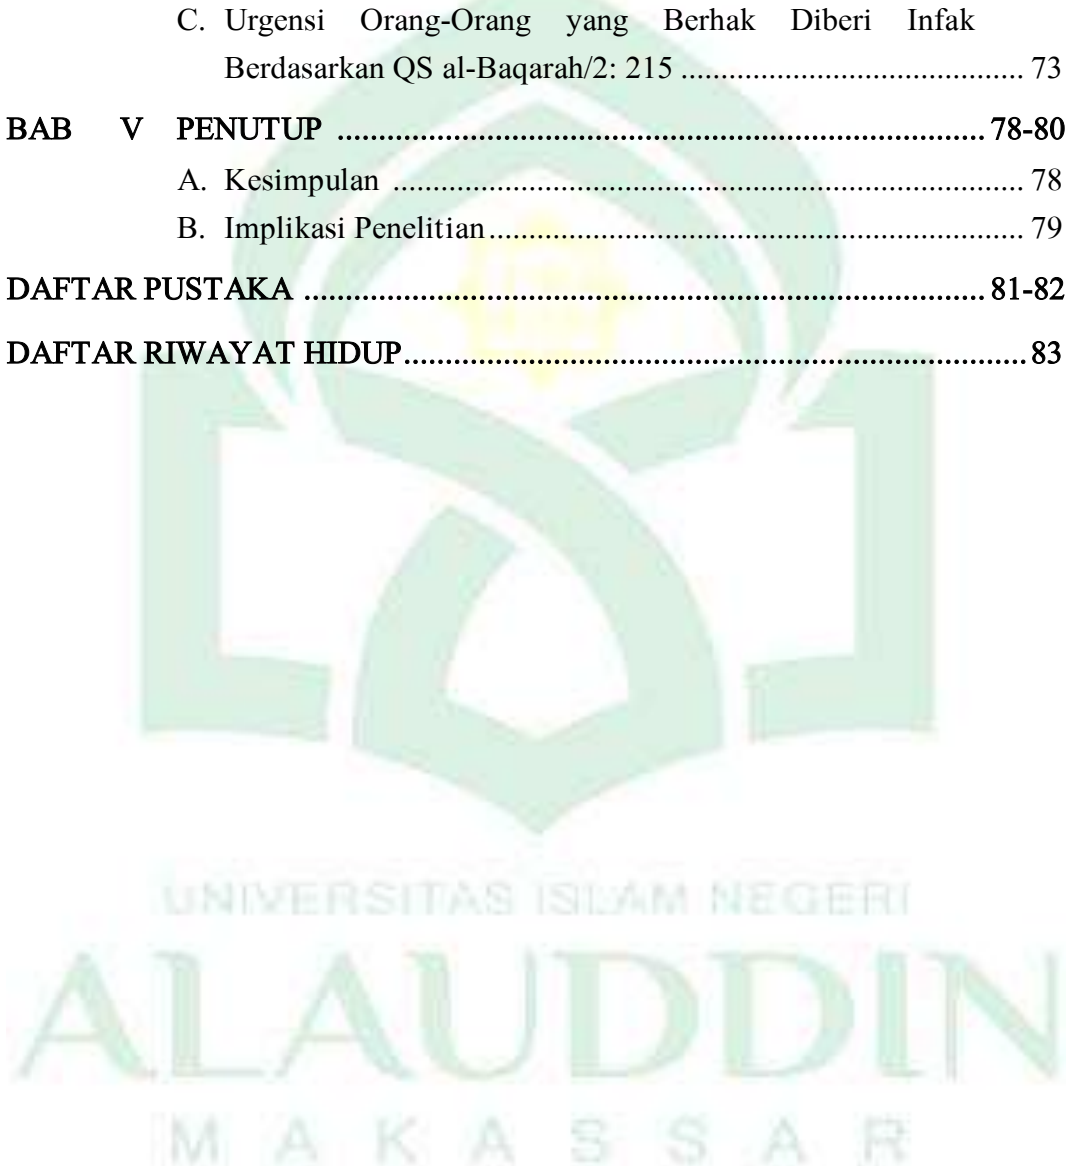 C. Urgensi Orang-Orang yang Berhak Diberi Infak
Berdasarkan QS al-Baqarah/2: 215 .......................................... 73
BAB V PENUTUP ................................................................................ 78-80
A. Kesimpulan .............................................................................. 78
B. Implikasi Penelitian .................................................................. 79
DAFTAR PUSTAKA .................................................................................... 81-82
DAFTAR RIWAYAT HIDUP ............................................................................. 83
UNIVERSITAS ISLAM NEGERI
ALAUDDIN
MAKASSAR